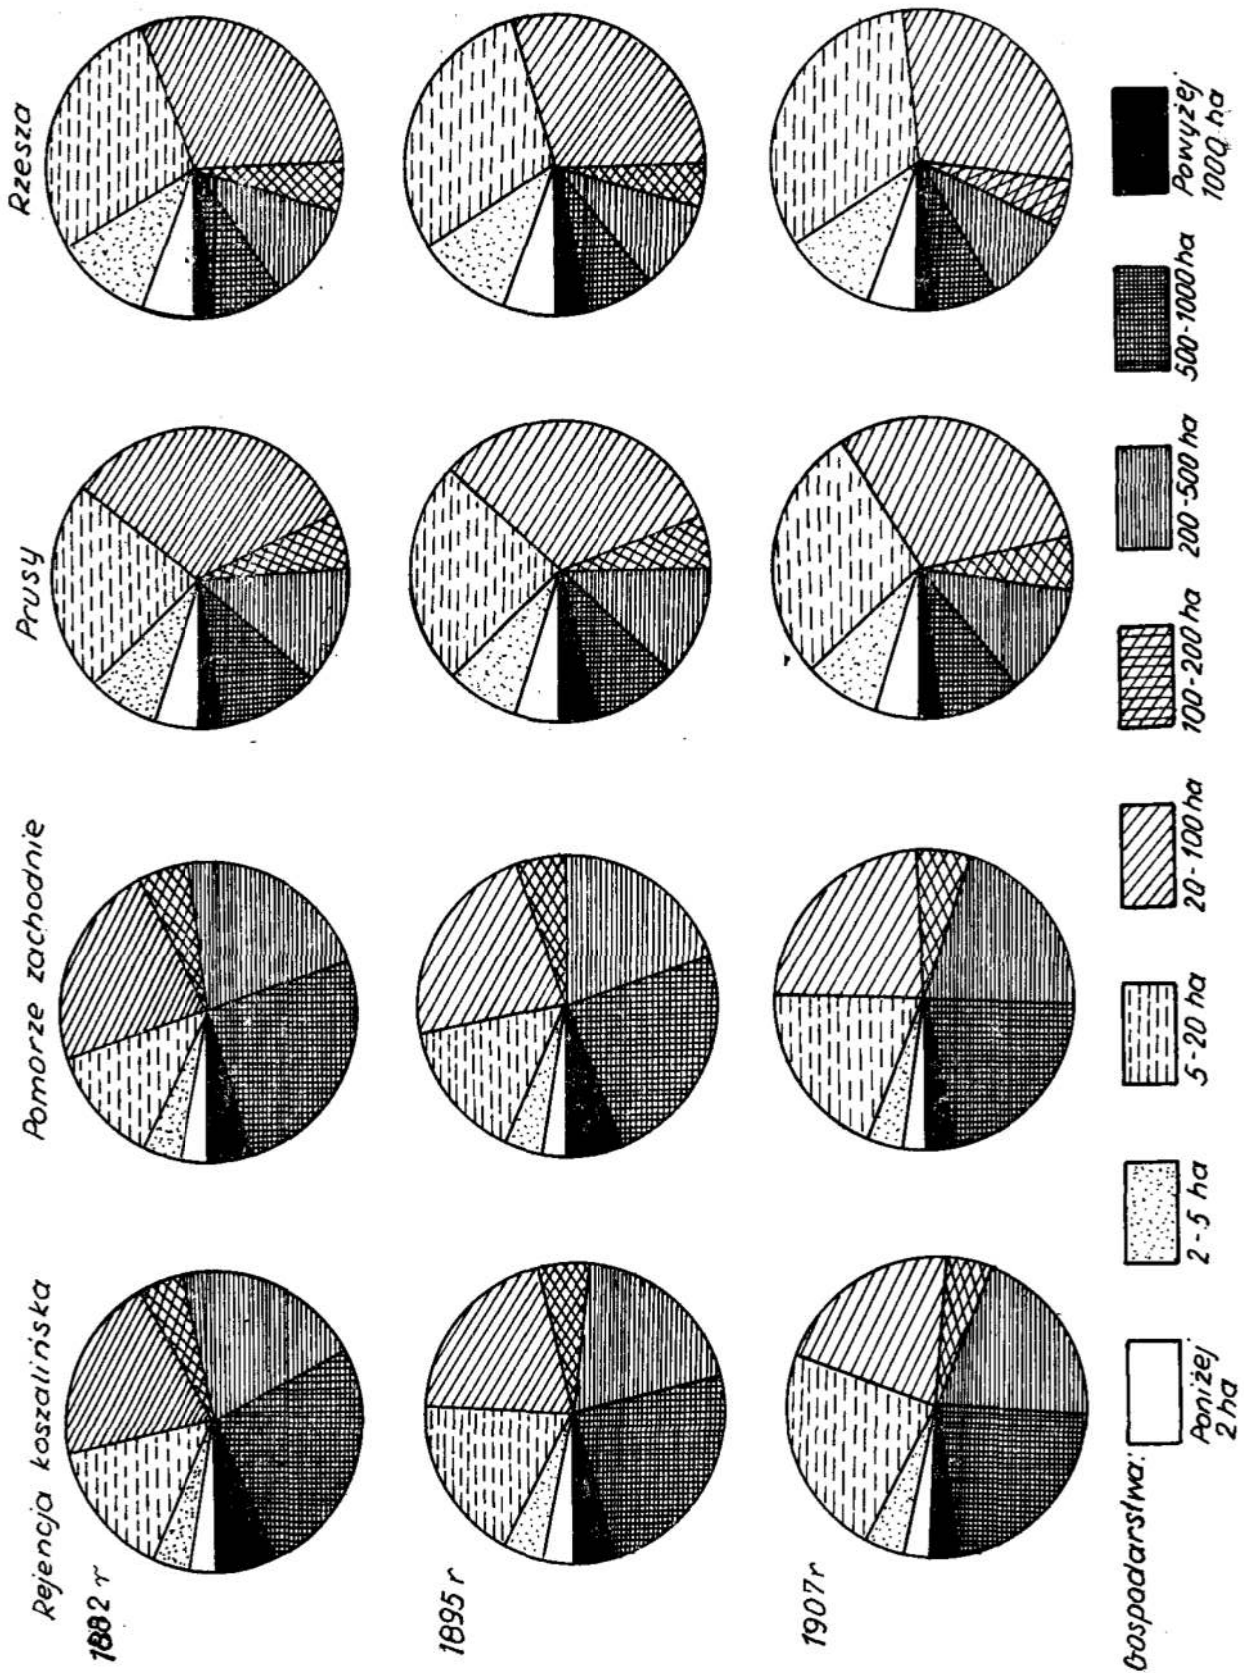 Rejencja koszalińska
Pomorze zachodnie
Prusy
Rzesza
1882 r
1895 r
1907 r
Gospodarstwa:
Poniżej
2 ha
2-5 ha
5-20 ha
20-100 ha
100-200 ha
200-500 ha
500-1000 ha
Powyżej
1000 ha